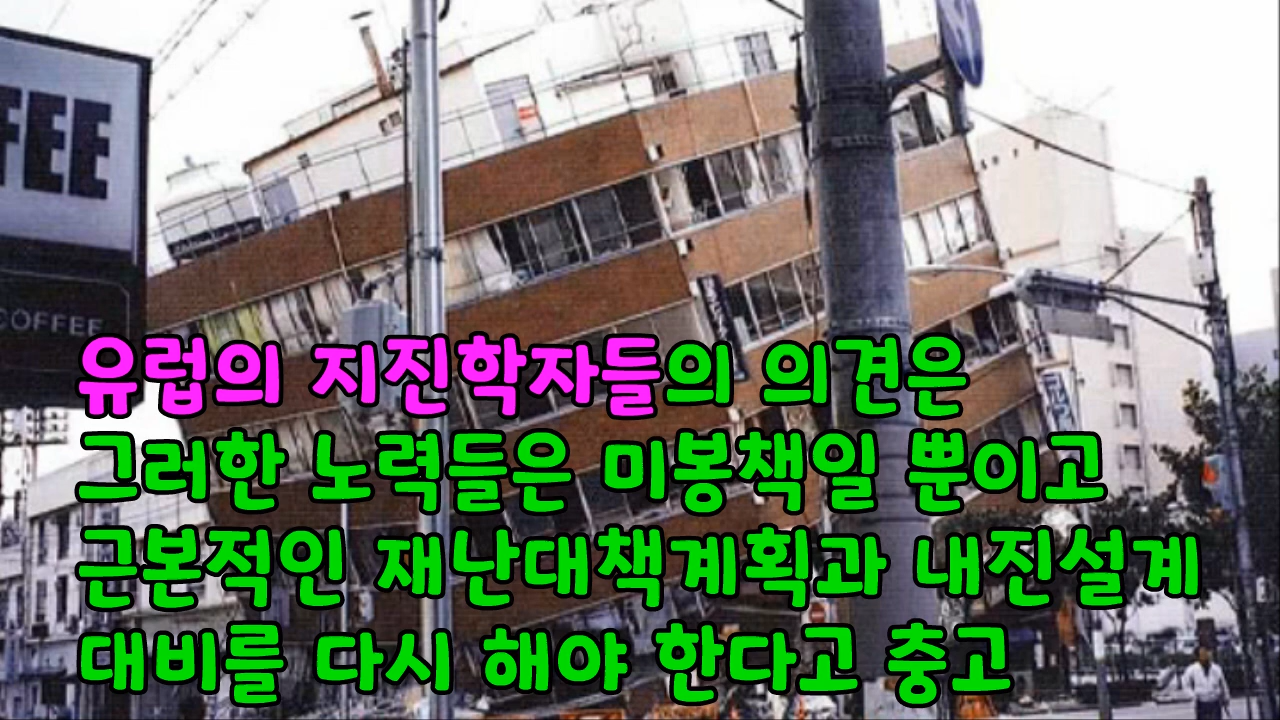 FEE
COFFEE
유럽의 지진학자들의 의견은
그러한 노력들은 미봉책일 뿐이고
근본적인 재난대책계획과 내진설계
대비를 다시 해야 한다고 충고